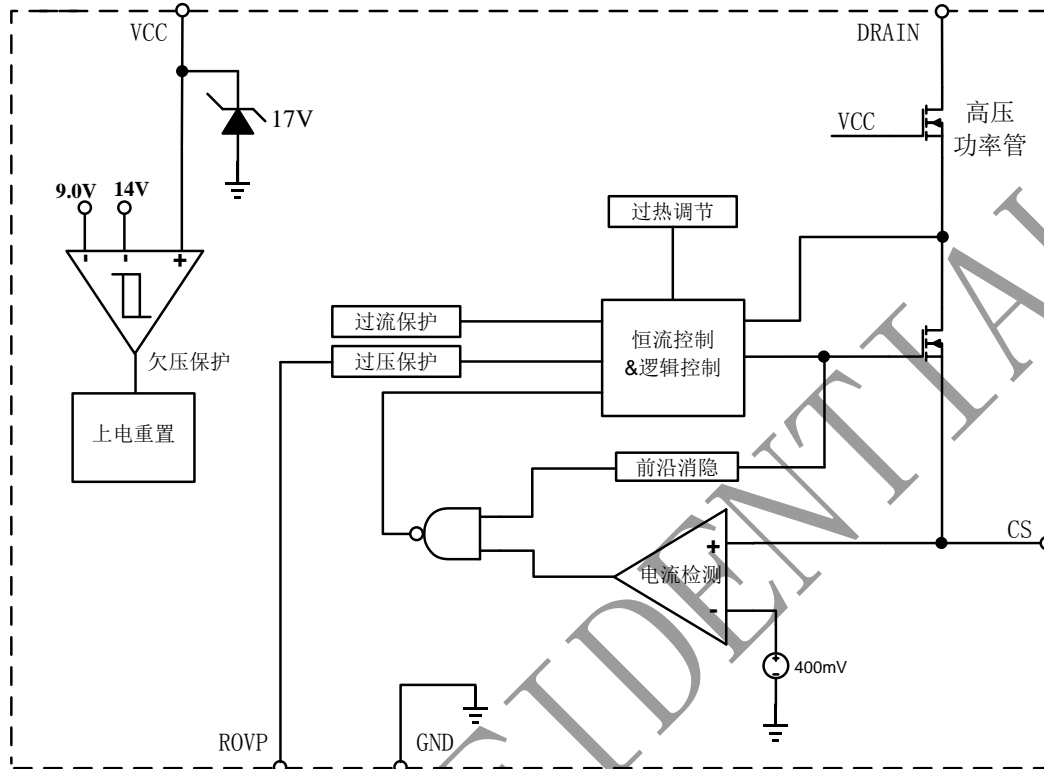 VCC
DRAIN
17V
VCC
高压
功率管
9.0V
14V
过热调节
过流保护
恒流控制
&逻辑控制
过压保护
欠压保护
上电重置
前沿消隐
CS
电流检测
400mV
ROVP
GND
IDENTIAL